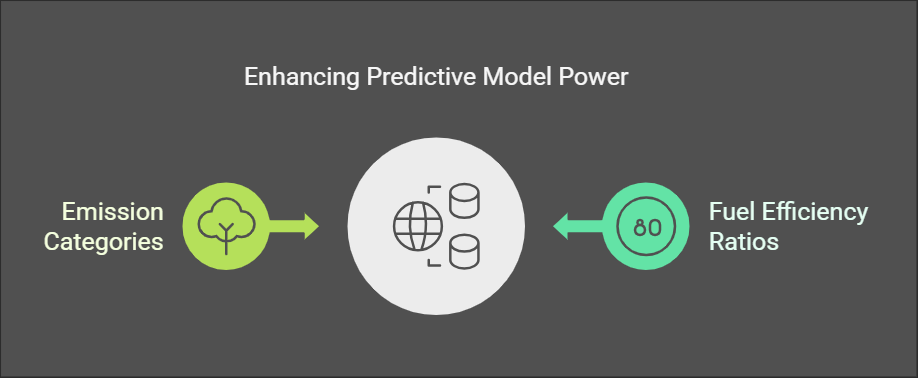 Enhancing Predictive Model Power
Emission
Categories
80
Fuel Efficiency
Ratios